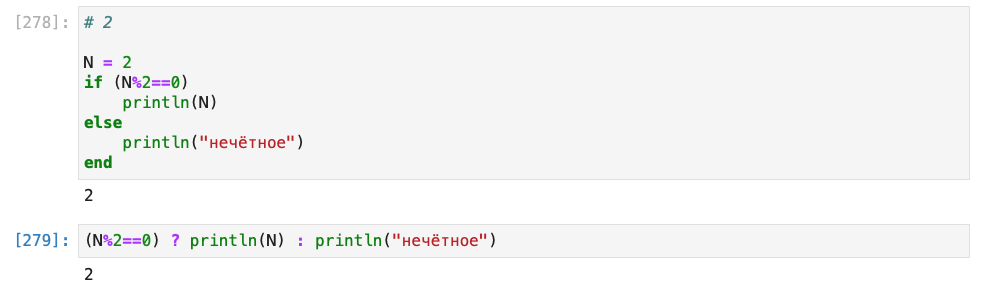 [278]: # 2
N = 2
if (N%2==0)
    println(N)
else
    println("нечётное")
end
2
[279]: (N%2==0) ? println(N) : println("нечётное")
2